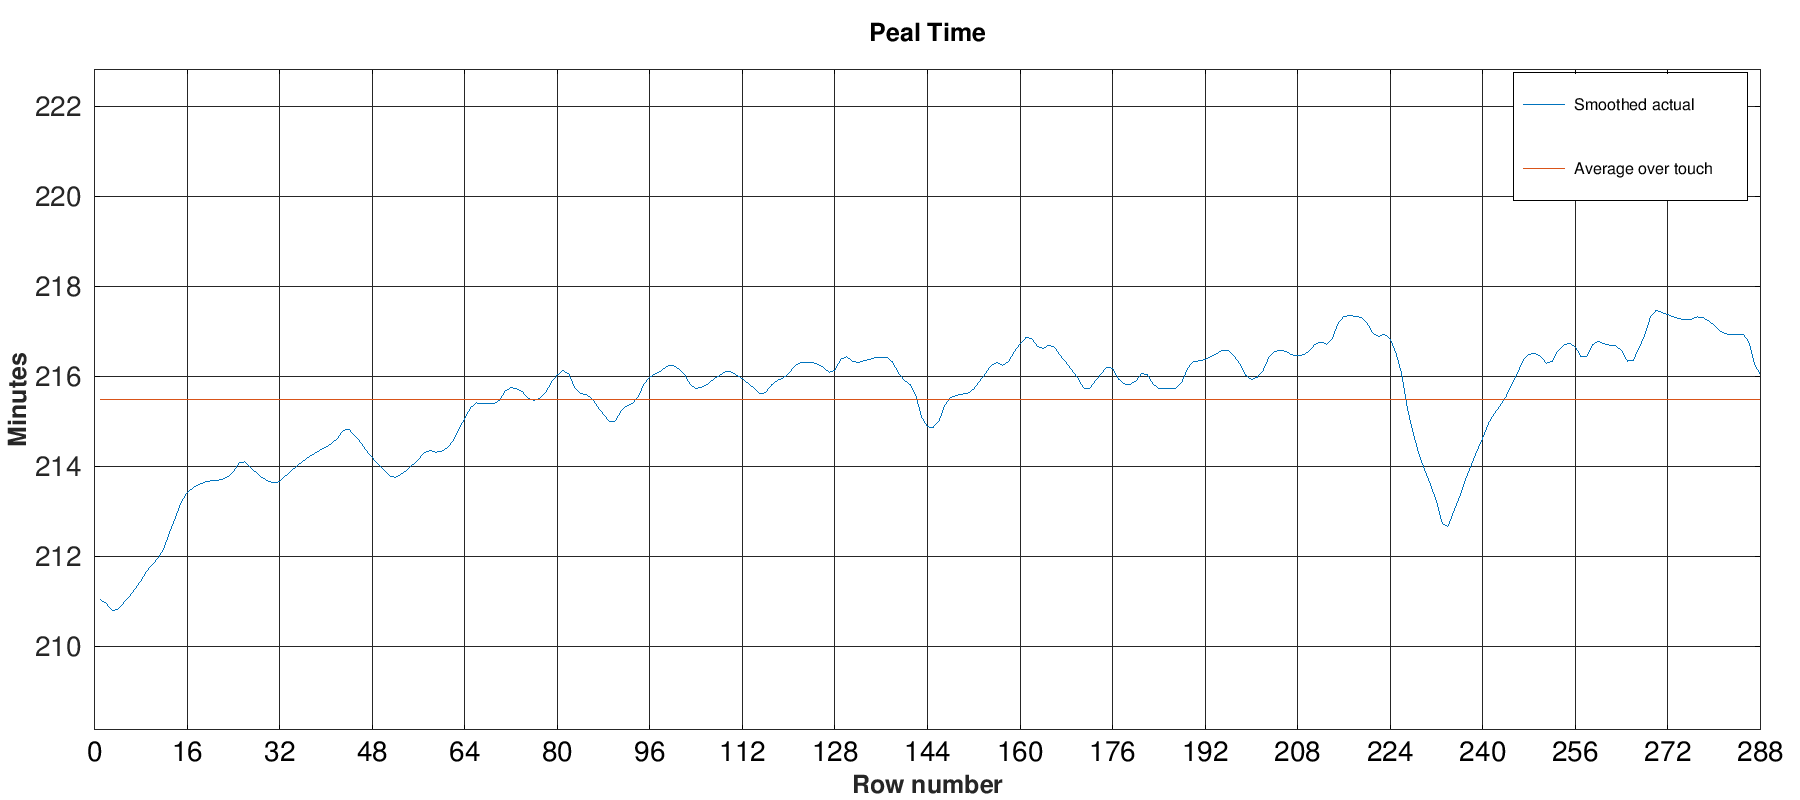 Peal Time
222
220
218
216
214
212
210
Minutes
0 16 32 48 64 80 96 112 128 144 160 176 192 208 224 240 256 272 288
Row number
Smoothed actual
Average over touch